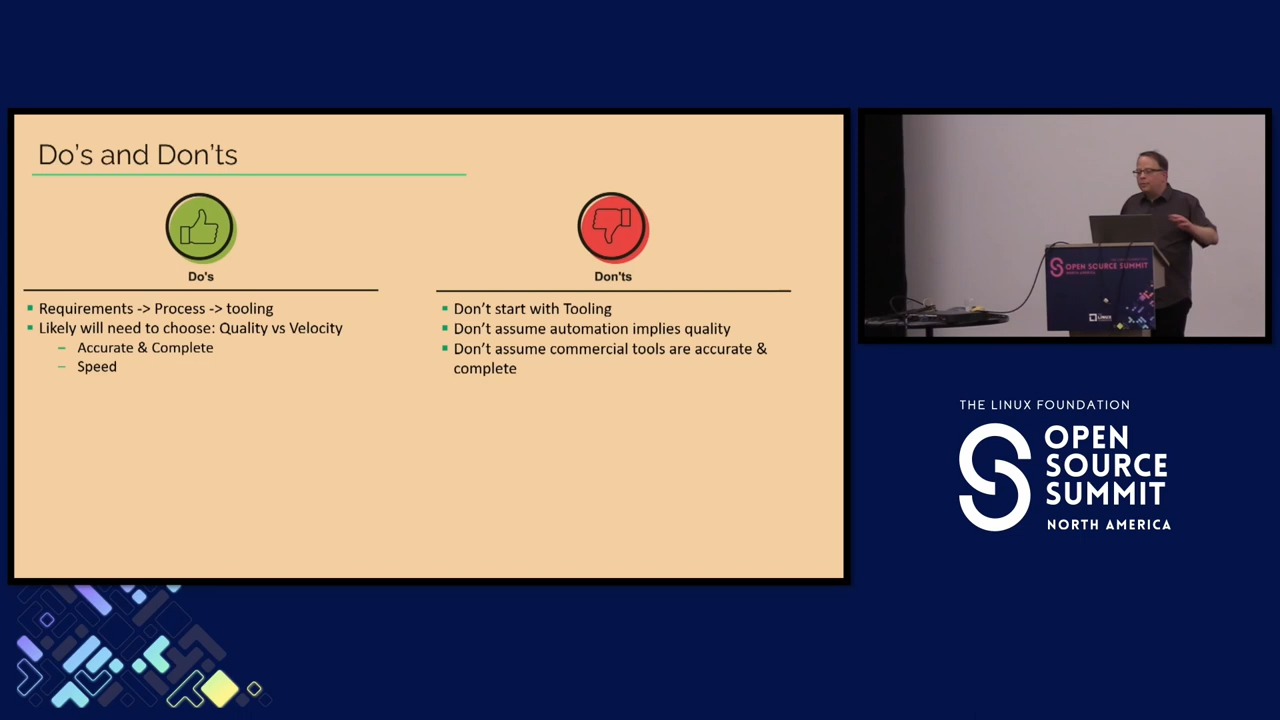 Do's and Don'ts
Do's
Requirements -> Process -> tooling
Likely will need to choose: Quality vs Velocity
– Accurate & Complete
– Speed
Don'ts
Don't start with Tooling
Don't assume automation implies quality
Don't assume commercial tools are accurate &
complete
OPEN SOURCE SUMMIT
THE LINUX FOUNDATION
OPEN
SOURCE
SUMMIT
NORTH AMERICA